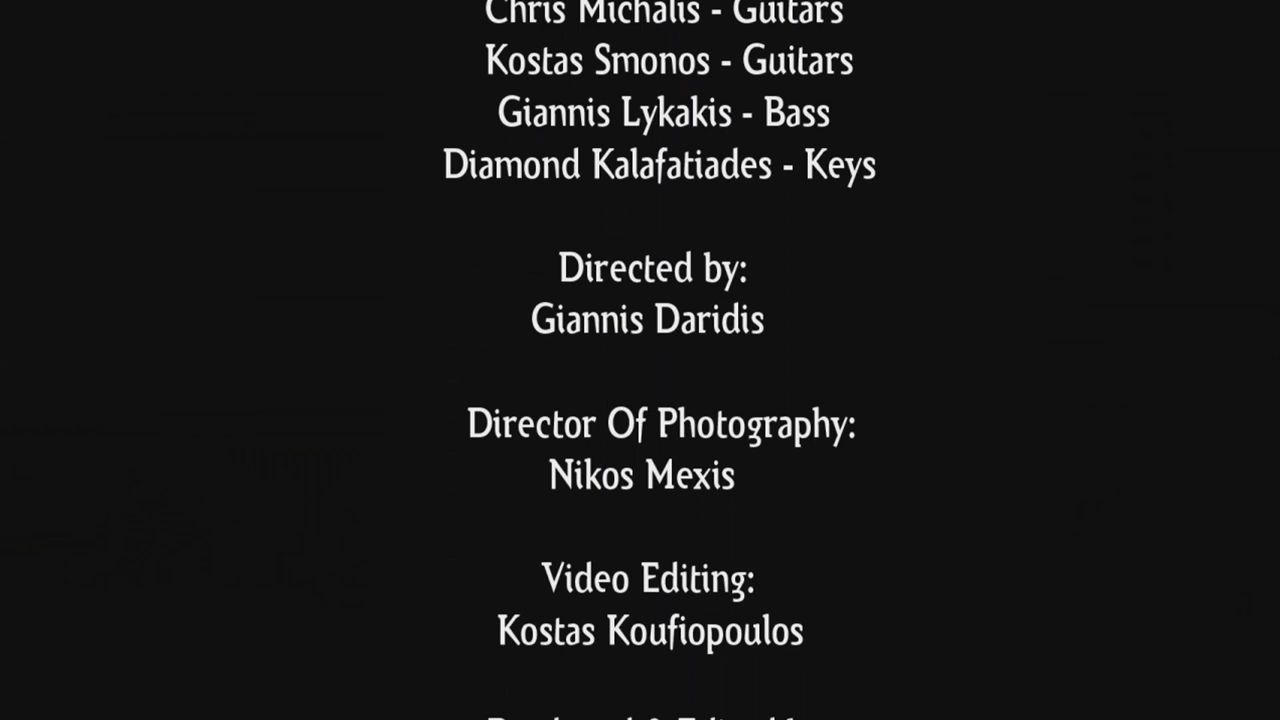 Chris Michalis - Guitars
Kostas Smonos - Guitars
Giannis Lykakis - Bass
Diamond Kalafatiades - Keys
Directed by:
Giannis Daridis
Director Of Photography:
Nikos Mexis
Video Editing:
Kostas Koufiopoulos